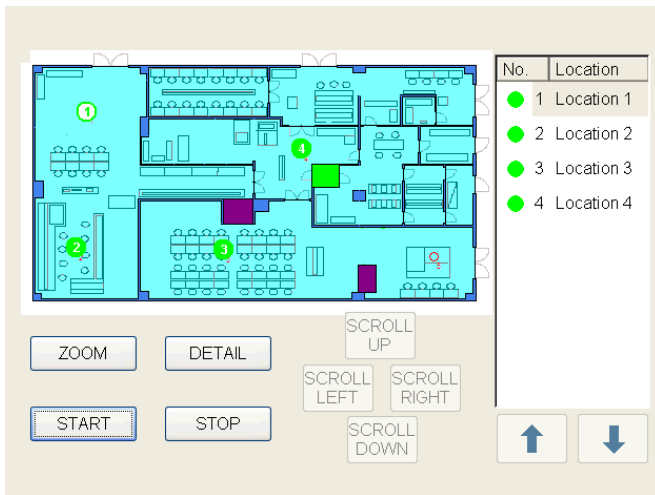 No. Location
1 Location 1
2 Location 2
3 Location 3
4 Location 4
1
4
2
3
ZOOM
DETAIL
START
STOP
SCROLL
UP
SCROLL
LEFT
SCROLL
RIGHT
SCROLL
DOWN